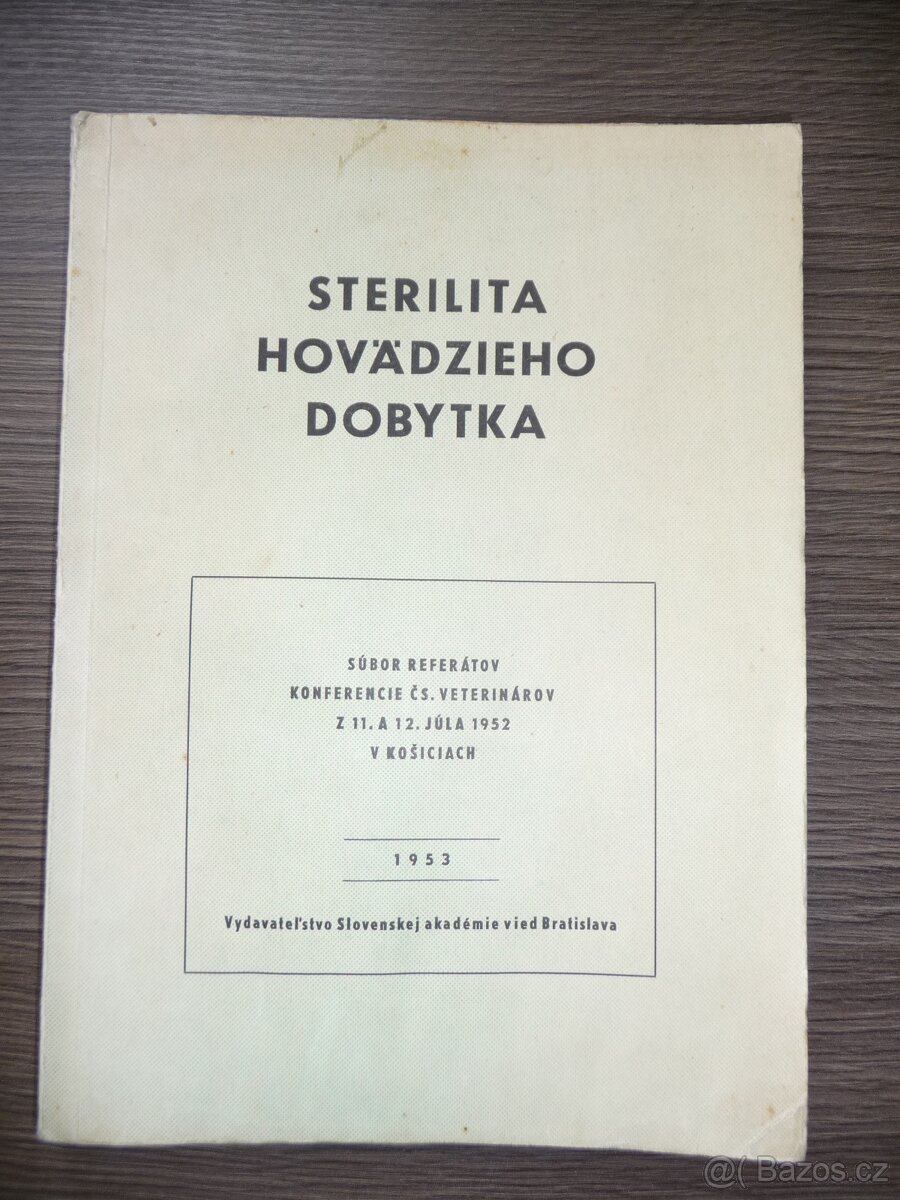 STERILITA
HOVÄDZIEHO
DOBYTKA
SÚBOR REFERÁTOV
KONFERENCIE ČS. VETERINÁROV
Z 11. A 12. JÚLA 1952
V KOŠICIACH
1953
Vydavateľstvo Slovenskej akadémie vied Bratislava
@( Bazos.cz